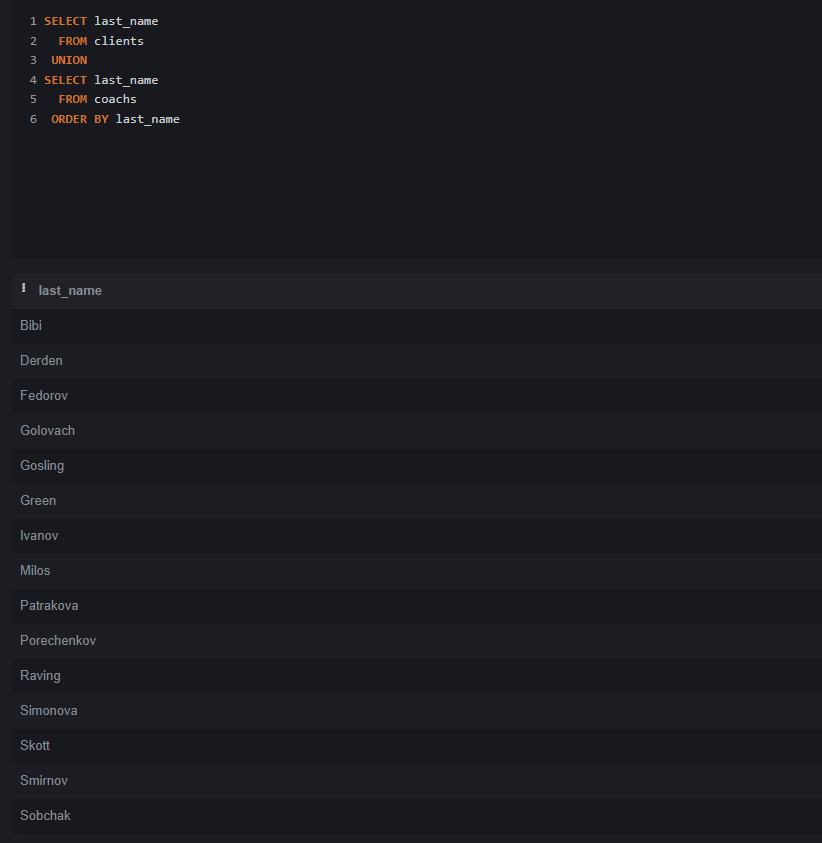 1 SELECT last_name
2 FROM clients
3 UNION
4 SELECT last_name
5 FROM coachs
6 ORDER BY last_name
last_name
Bibi
Derden
Fedorov
Golovach
Gosling
Green
Ivanov
Milos
Patrakova
Porechenkov
Raving
Simonova
Skott
Smirnov
Sobchak